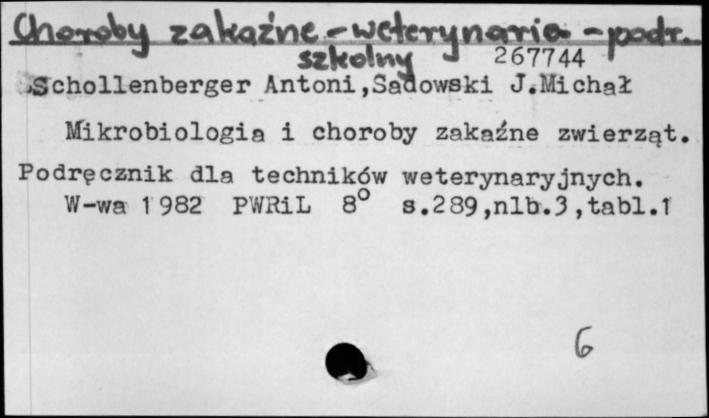 Choroby zakaźne - weterynaria - podr.
szkolny 267744
Schollenberger Antoni,Sadowski J.Michał
Mikrobiologia i choroby zakaźne zwierząt.
Podręcznik dla techników weterynaryjnych.
W-wa 1982 PWRiL 8° s.289,nlb.3,tabl.1
6